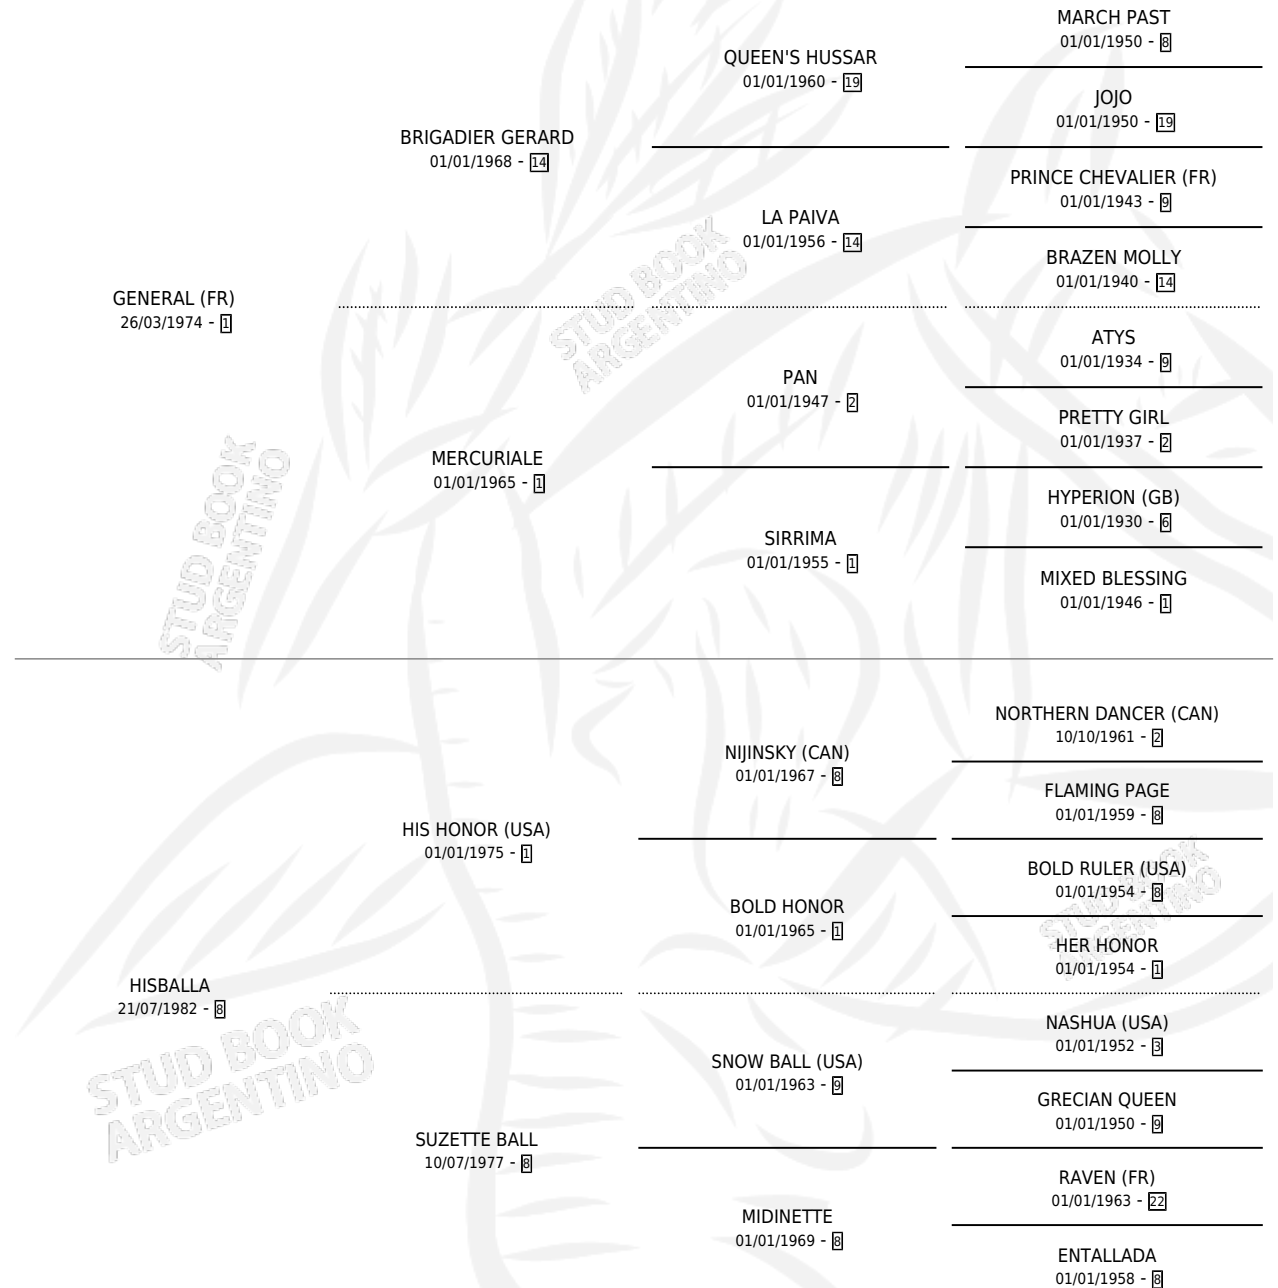 MARCH PAST
01/01/1950 - 8
QUEEN'S HUSSAR
01/01/1960 - 19
JOJO
01/01/1950 - 19
BRIGADIER GERARD
01/01/1968 - 14
PRINCE CHEVALIER (FR)
01/01/1943 - 9
LA PAIVA
01/01/1956 - 14
BRAZEN MOLLY
01/01/1940 - 14
GENERAL (FR)
26/03/1974 - 1
ATYS
01/01/1934 - 9
PAN
01/01/1947 - 2
PRETTY GIRL
01/01/1937 - 2
MERCURIALE
01/01/1965 - 1
HYPERION (GB)
01/01/1930 - 6
SIRRIMA
01/01/1955 - 1
MIXED BLESSING
01/01/1946 - 1
NORTHERN DANCER (CAN)
10/10/1961 - 2
NIJINSKY (CAN)
01/01/1967 - 8
FLAMING PAGE
01/01/1959 - 8
HIS HONOR (USA)
01/01/1975 - 1
BOLD RULER (USA)
01/01/1954 - 8
BOLD HONOR
01/01/1965 - 1
HER HONOR
01/01/1954 - 1
HISBALLA
21/07/1982 - 8
NASHUA (USA)
01/01/1952 - 3
SNOW BALL (USA)
01/01/1963 - 9
GRECIAN QUEEN
01/01/1950 - 9
SUZETTE BALL
10/07/1977 - 8
RAVEN (FR)
01/01/1963 - 22
MIDINETTE
01/01/1969 - 8
ENTALLADA
01/01/1958 - 8
STUD BOOK
ARGENTINO
STUD BOOK
ARGENTINO
STUD BOOK
ARGENTINO
STUD BOOK
ARGENTINO